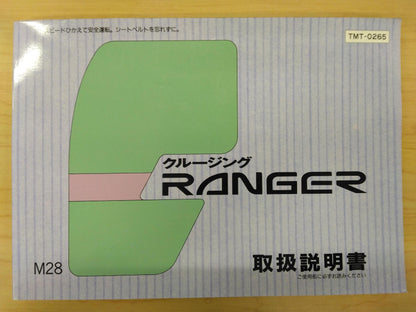 スピードひかえて安全運転。シートベルトを忘れずに。
TMT-0265
クルージング
RANGER
M28
取扱説明書
ご使用前に必ずお読みください